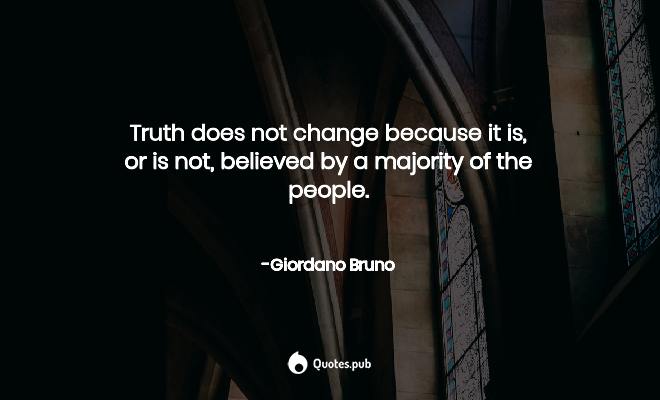 Truth does not change because it is,
or is not, believed by a majority of the
people.
-Giordano Bruno
Quotes.pub